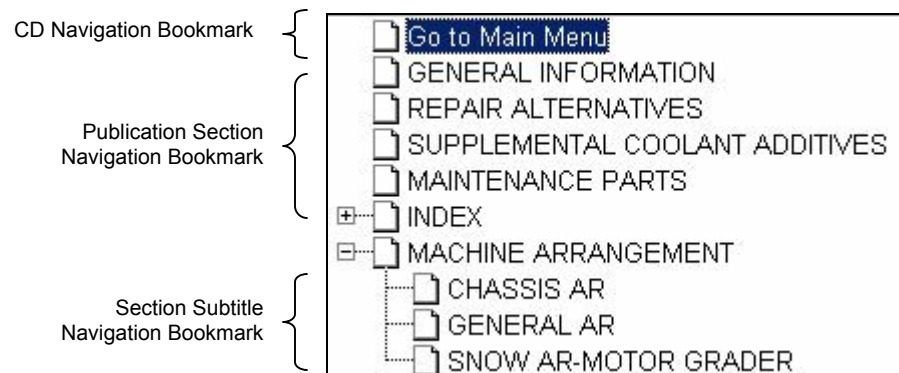 CD Navigation Bookmark
Go to Main Menu
GENERAL INFORMATION
REPAIR ALTERNATIVES
Publication Section
Navigation Bookmark
SUPPLEMENTAL COOLANT ADDITIVES
MAINTENANCE PARTS
INDEX
MACHINE ARRANGEMENT
Section Subtitle
Navigation Bookmark
CHASSIS AR
GENERAL AR
SNOW AR-MOTOR GRADER